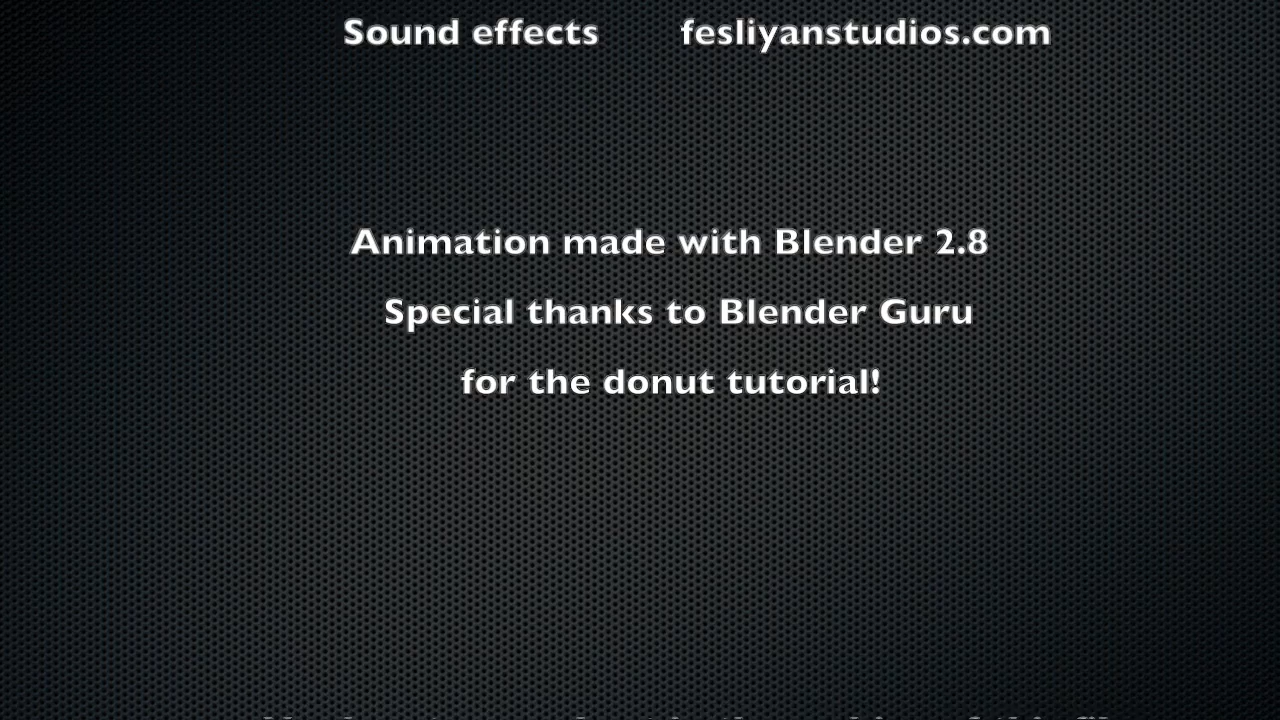 Sound effects fesliyanstudios.com
Animation made with Blender 2.8
Special thanks to Blender Guru
for the donut tutorial!